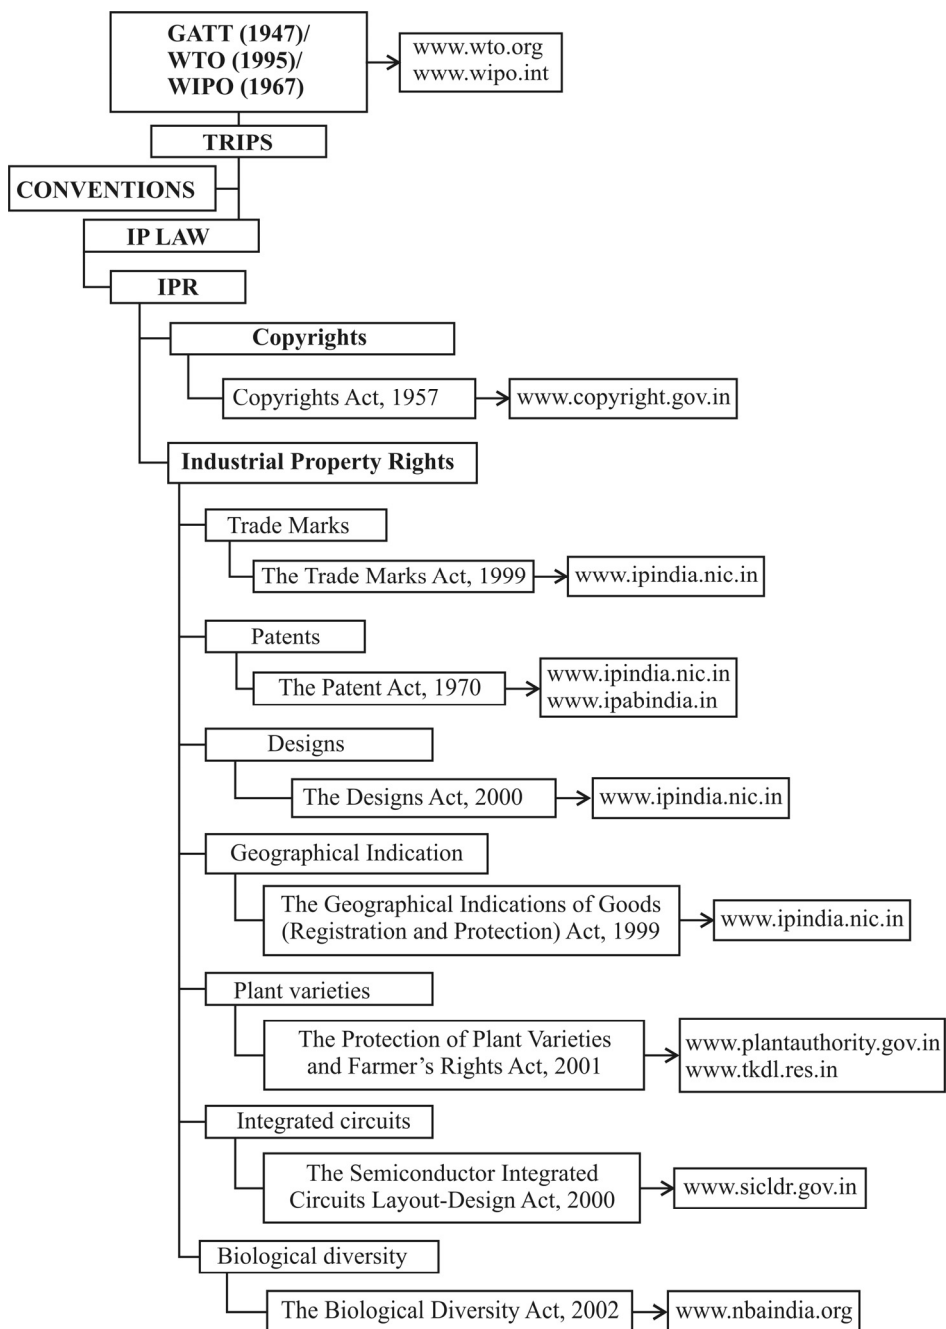 GATT (1947)/
WTO (1995)/
WIPO (1967)
www.wto.org
www.wipo.int
TRIPS
CONVENTIONS
IP LAW
IPR
Copyrights
Copyrights Act, 1957
www.copyright.gov.in
Industrial Property Rights
Trade Marks
The Trade Marks Act, 1999
www.ipindia.nic.in
Patents
The Patent Act, 1970
www.ipindia.nic.in
www.ipabindia.in
Designs
The Designs Act, 2000
www.ipindia.nic.in
Geographical Indication
The Geographical Indications of Goods
(Registration and Protection) Act, 1999
www.ipindia.nic.in
Plant varieties
The Protection of Plant Varieties
and Farmer’s Rights Act, 2001
www.plantauthority.gov.in
www.tkdl.res.in
Integrated circuits
The Semiconductor Integrated
Circuits Layout-Design Act, 2000
www.sicldr.gov.in
Biological diversity
The Biological Diversity Act, 2002
www.nbaindia.org